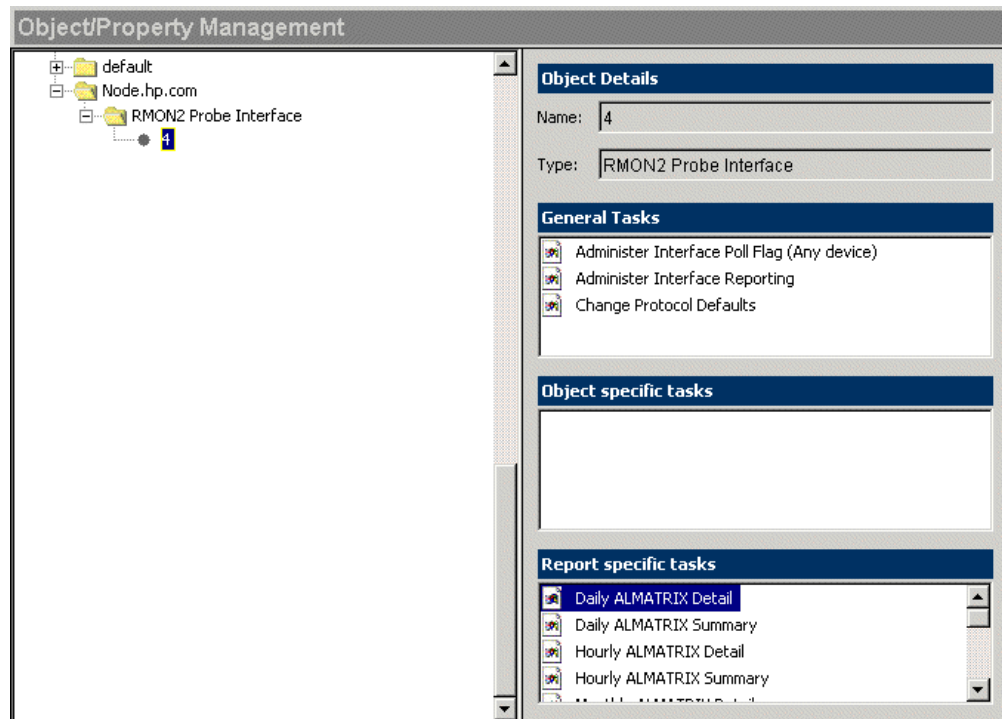 Object/Property Management
default
Node.hp.com
RMON2 Probe Interface
4
Object Details
Name: 4
Type: RMON2 Probe Interface
General Tasks
Administer Interface Poll Flag (Any device)
Administer Interface Reporting
Change Protocol Defaults
Object specific tasks
Report specific tasks
Daily ALMATRIX Detail
Daily ALMATRIX Summary
Hourly ALMATRIX Detail
Hourly ALMATRIX Summary